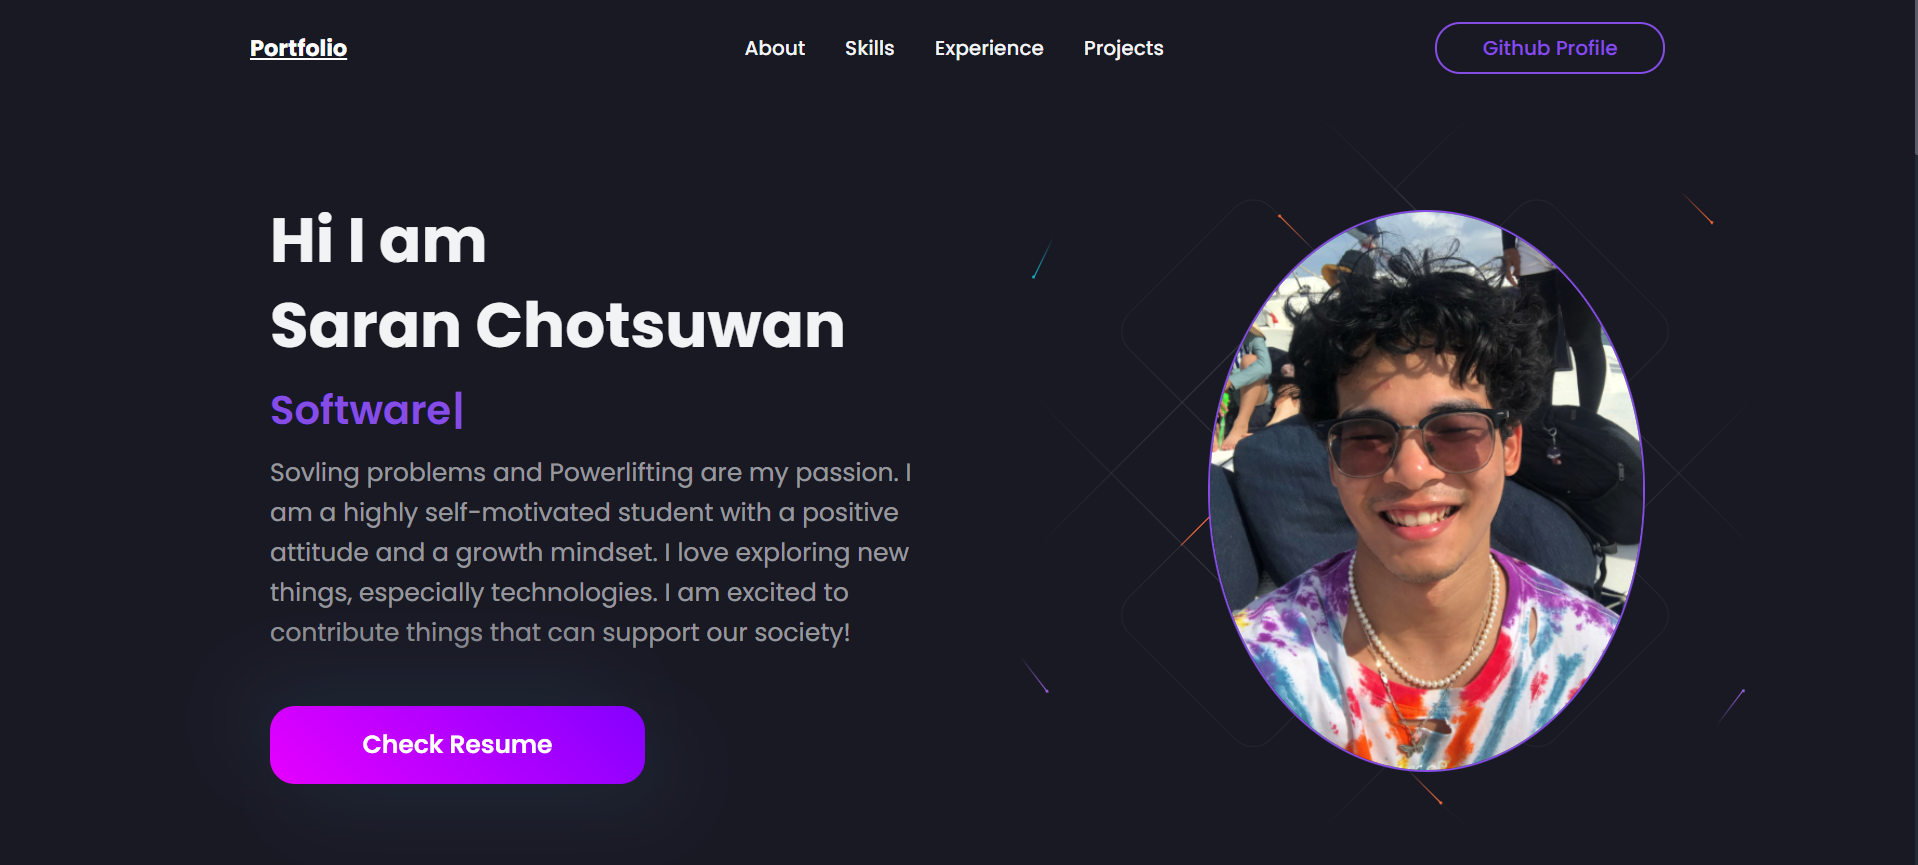 Portfolio
About
Skills
Experience
Projects
Github Profile
Hi I am
Saran Chotsuwan
Software|
Sovling problems and Powerlifting are my passion. I
am a highly self-motivated student with a positive
attitude and a growth mindset. I love exploring new
things, especially technologies. I am excited to
contribute things that can support our society!
Check Resume